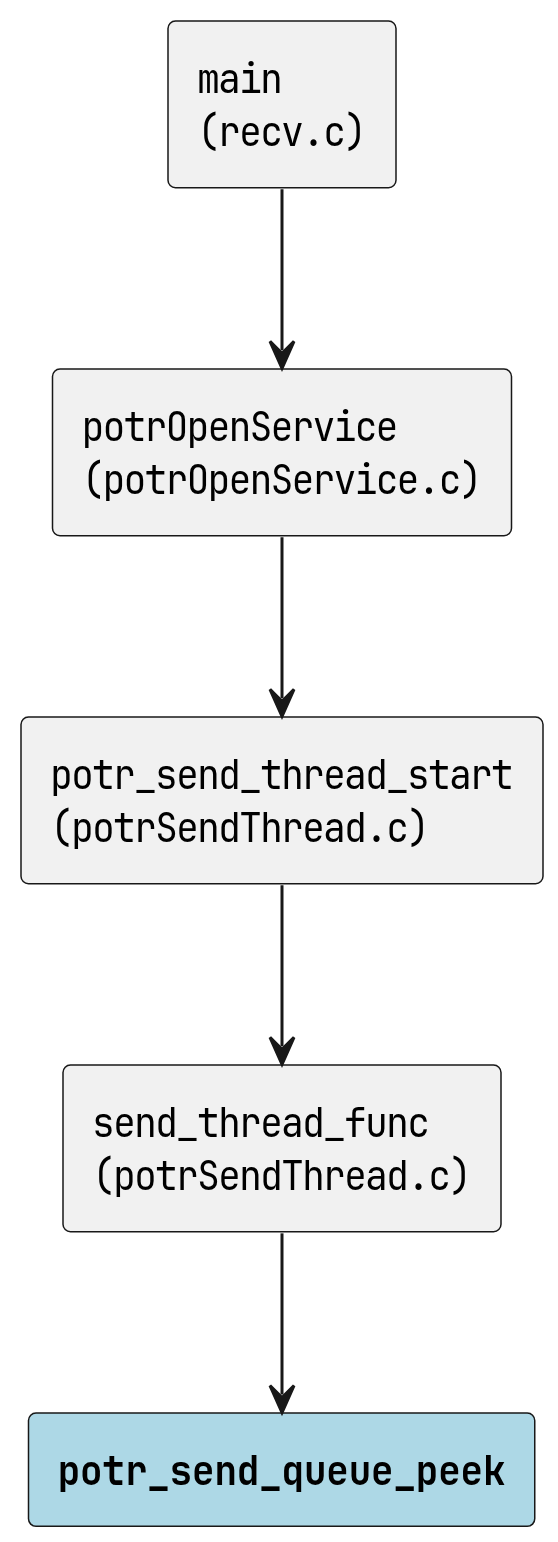 main
(recv.c)
potrOpenService
(potrOpenService.c)
potr_send_thread_start
(potrSendThread.c)
send_thread_func
(potrSendThread.c)
potr_send_queue_peek